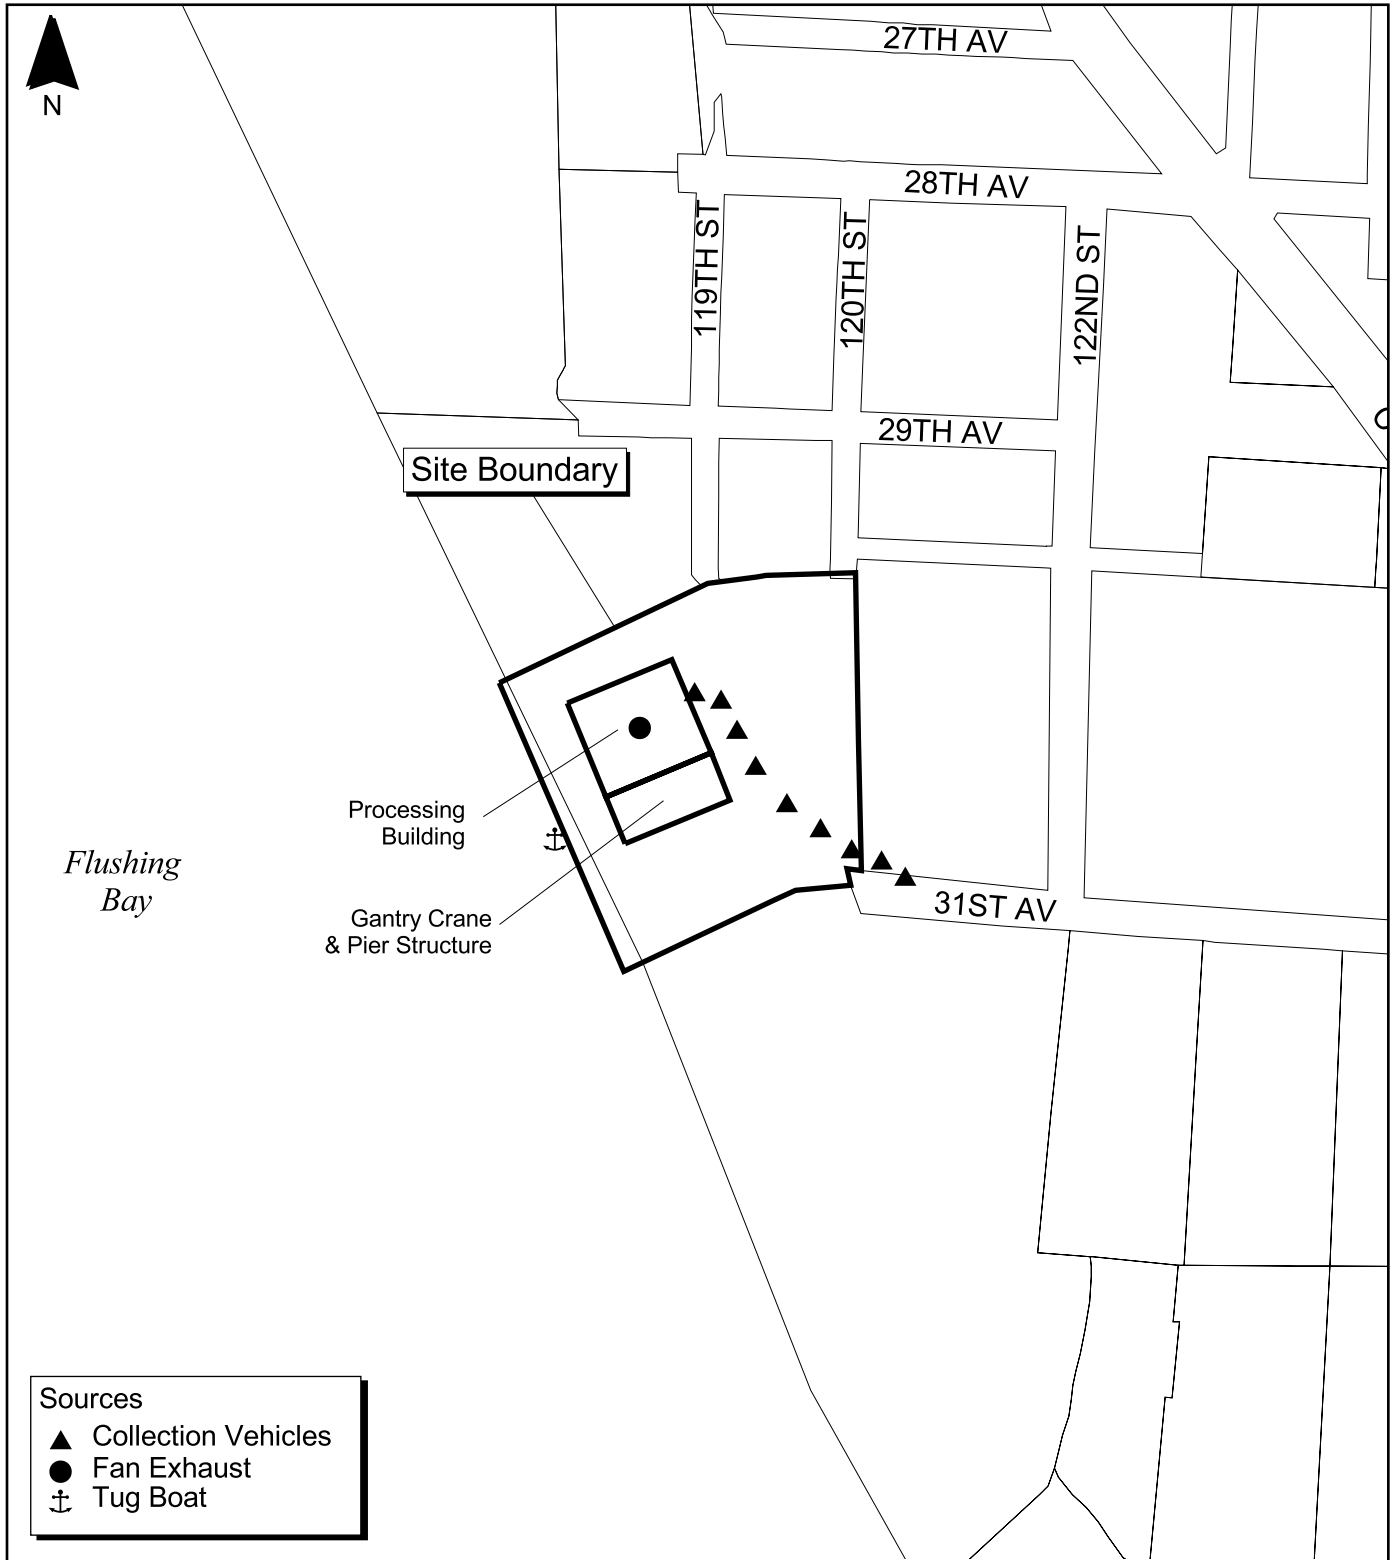 27TH AV
N
28TH AV
119TH ST
120TH ST
122ND ST
29TH AV
Site Boundary
Processing
Building
Flushing
Bay
31ST AV
Gantry Crane
& Pier Structure
Sources
Collection Vehicles
Fan Exhaust
Tug Boat